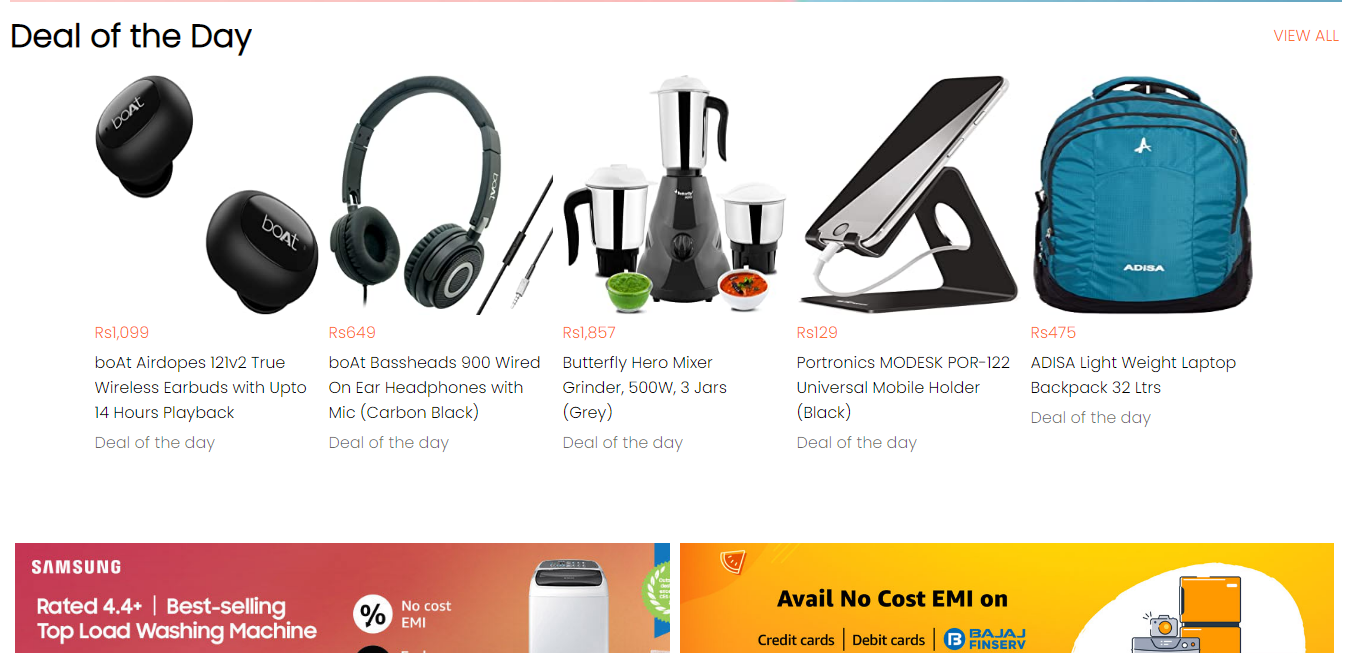 Deal of the Day
VIEW ALL
boAt
boAt
boAt
ADISA
Rs1,099
boAt Airdopes 121v2 True
Wireless Earbuds with Upto
14 Hours Playback
Deal of the day
Rs649
boAt Bassheads 900 Wired
On Ear Headphones with
Mic (Carbon Black)
Deal of the day
Rs1,857
Butterfly Hero Mixer
Grinder, 500W, 3 Jars
(Grey)
Deal of the day
Rs129
Portronics MODESK POR-122
Universal Mobile Holder
(Black)
Deal of the day
Rs475
ADISA Light Weight Laptop
Backpack 32 Ltrs
Deal of the day
SAMSUNG
Rated 4.4+ | Best-selling
Top Load Washing Machine
%
No cost
EMI
Avail No Cost EMI on
Credit cards | Debit cards | B BAJAJ
FINSERV